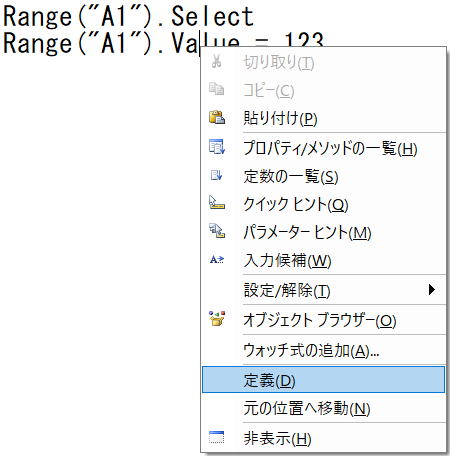 Range("A1").Select
Range("A1").Value = 123
切り取り(T)
コピー(C)
貼り付け(P)
プロパティ/メソッドの一覧(H)
定数の一覧(S)
クイック ヒント(Q)
パラメーター ヒント(M)
入力候補(W)
設定/解除(T)
オブジェクト ブラウザー(O)
ウォッチ式の追加(A)...
定義(D)
元の位置へ移動(N)
非表示(H)